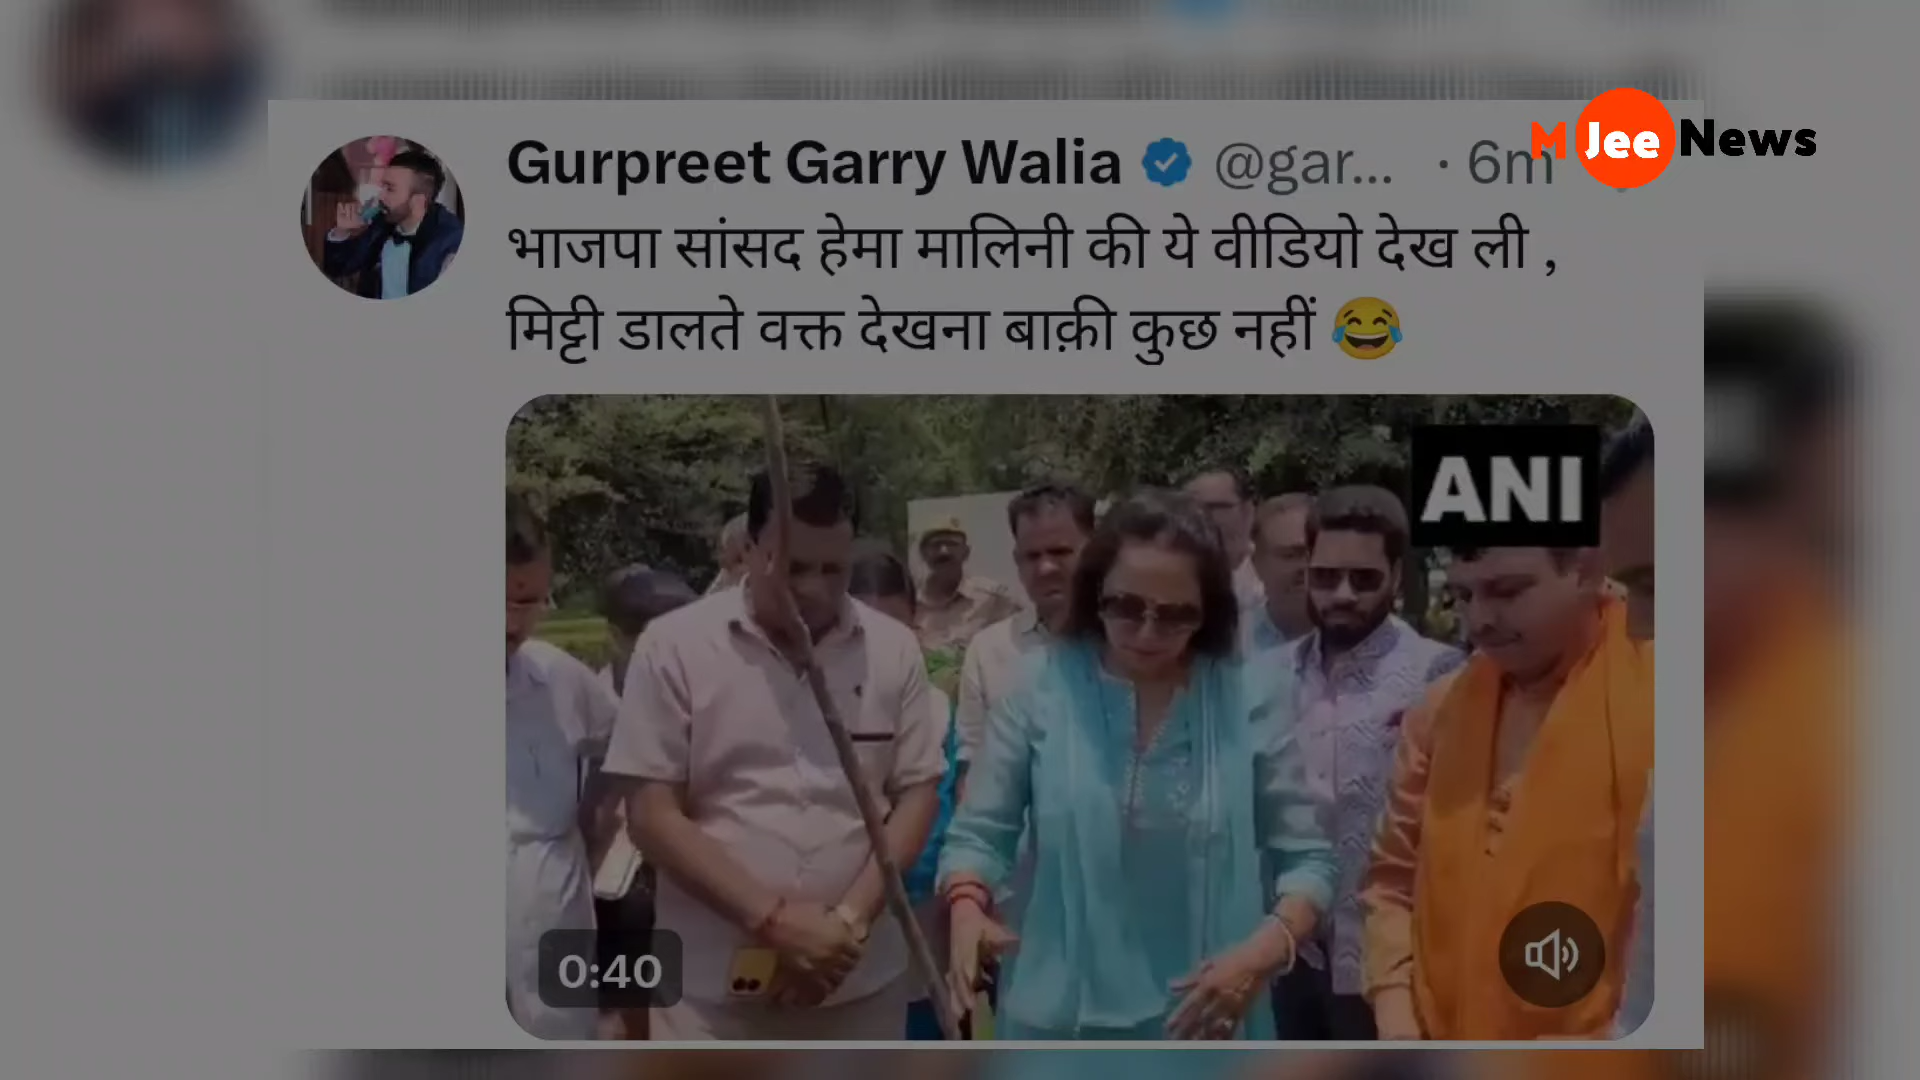 M Jee News
Gurpreet Garry Walia @gar... · 6m
भाजपा सांसद हेमा मालिनी की ये वीडियो देख ली ,
मिट्टी डालते वक्त देखना बाक़ी कुछ नहीं 😂
ANI
0:40